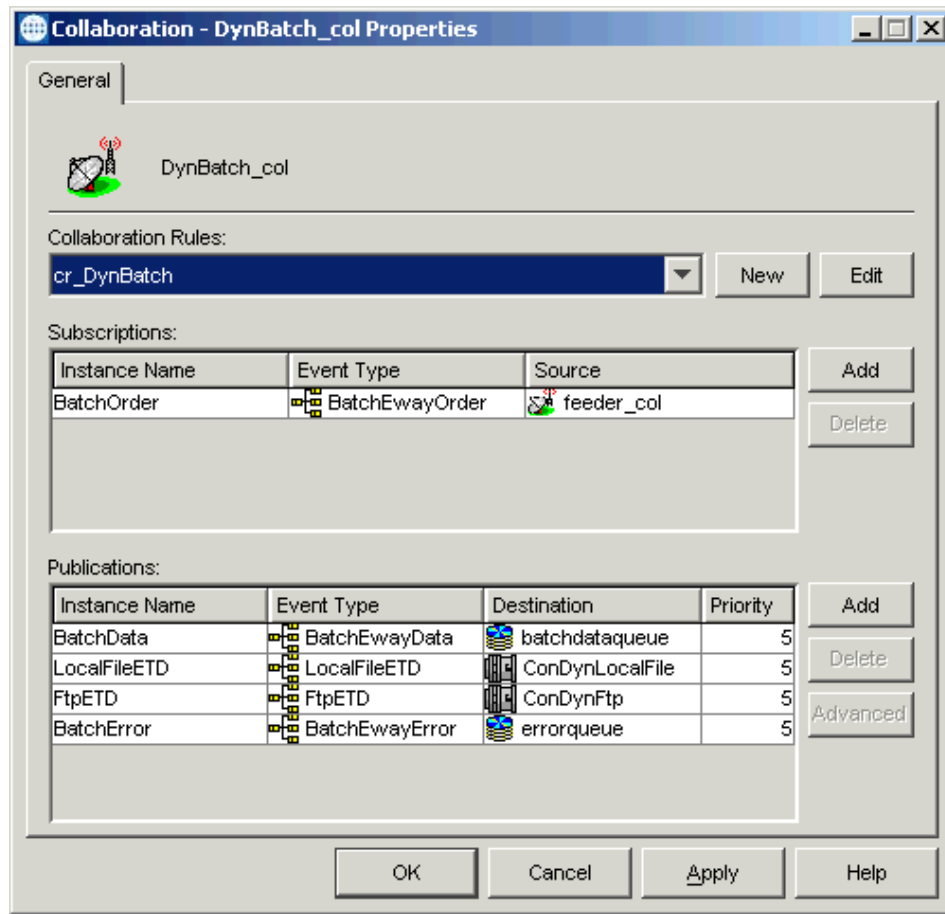 Collaboration - DynBatch_col Properties
General
DynBatch_col
Collaboration Rules:
cr_DynBatch New Edit
Subscriptions:
Instance Name Event Type Source Add
BatchOrder BatchEwayOrder feeder_col
Delete
Publications:
Instance Name Event Type Destination Priority Add
BatchData BatchEwayData batchdataqueue 5
LocalFileETD LocalFileETD ConDynLocalFile 5 Delete
FtpETD FtpETD ConDynFtp 5
BatchError BatchEwayError errorqueue 5 Advanced
OK Cancel Apply Help